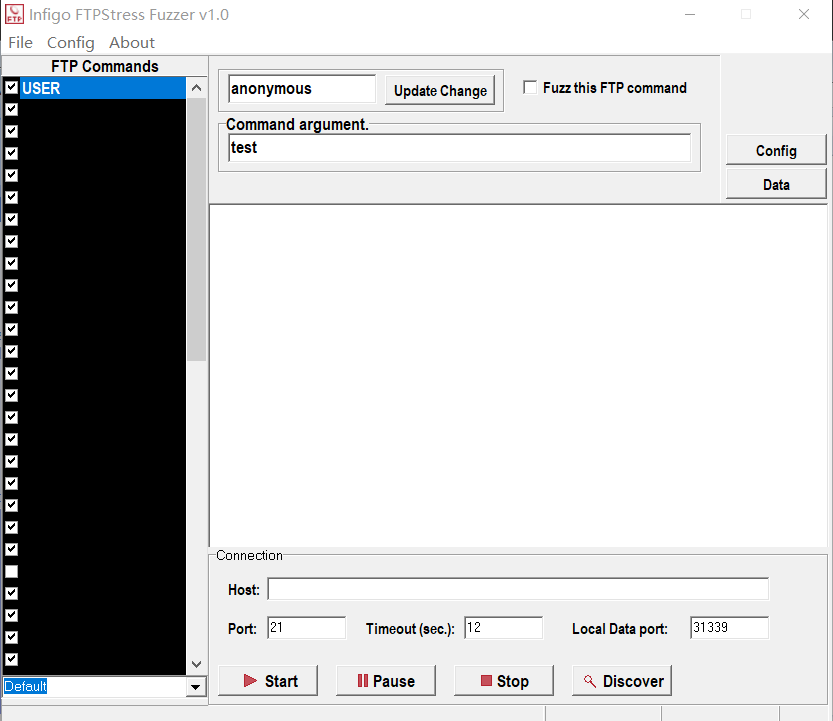 Infigo FTPStress Fuzzer v1.0
File Config About
FTP Commands
USER
Default
anonymous
Update Change
Fuzz this FTP command
Command argument.
test
Config
Data
Connection
Host:
Port: 21 Timeout (sec.): 12 Local Data port: 31339
Start Pause Stop Discover